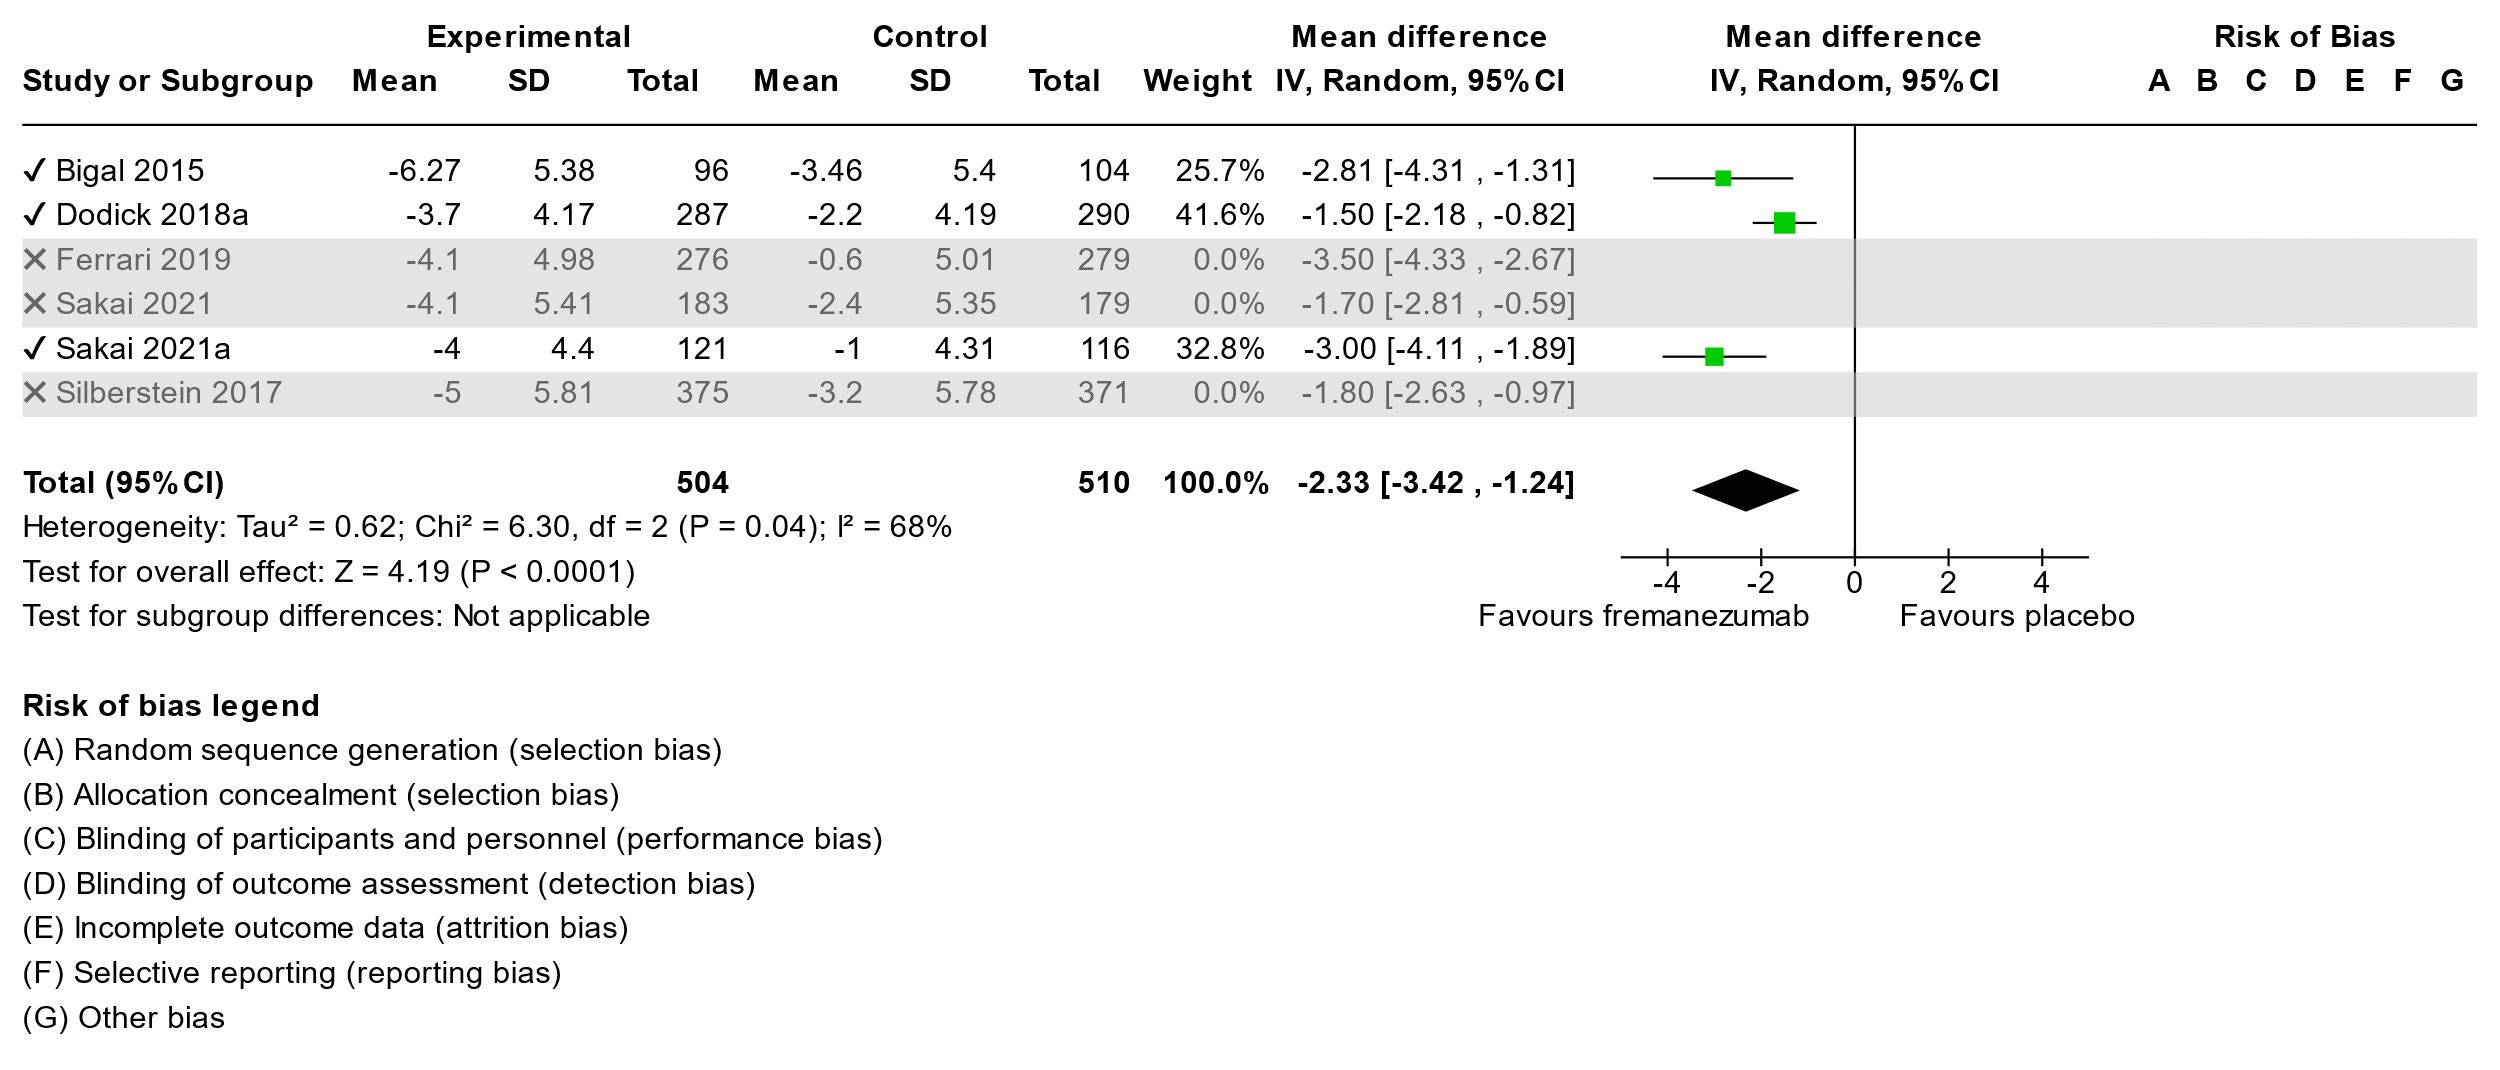 Experimental Control Mean difference Mean difference Risk of Bias
Study or Subgroup Mean SD Total Mean SD Total Weight IV, Random, 95% CI IV, Random, 95% CI A B C D E F G
✓ Bigal 2015 -6.27 5.38 96 -3.46 5.4 104 25.7% -2.81 [-4.31 , -1.31]
✓ Dodick 2018a -3.7 4.17 287 -2.2 4.19 290 41.6% -1.50 [-2.18 , -0.82]
✕ Ferrari 2019 -4.1 4.98 276 -0.6 5.01 279 0.0% -3.50 [-4.33 , -2.67]
✕ Sakai 2021 -4.1 5.41 183 -2.4 5.35 179 0.0% -1.70 [-2.81 , -0.59]
✓ Sakai 2021a -4 4.4 121 -1 4.31 116 32.8% -3.00 [-4.11 , -1.89]
✕ Silberstein 2017 -5 5.81 375 -3.2 5.78 371 0.0% -1.80 [-2.63 , -0.97]
Total (95% CI) 504 510 100.0% -2.33 [-3.42 , -1.24]
Heterogeneity: Tau² = 0.62; Chi² = 6.30, df = 2 (P = 0.04); I² = 68%
Test for overall effect: Z = 4.19 (P < 0.0001)
-4 -2 0 2 4
Test for subgroup differences: Not applicable
Favours fremanezumab Favours placebo
Risk of bias legend
(A) Random sequence generation (selection bias)
(B) Allocation concealment (selection bias)
(C) Blinding of participants and personnel (performance bias)
(D) Blinding of outcome assessment (detection bias)
(E) Incomplete outcome data (attrition bias)
(F) Selective reporting (reporting bias)
(G) Other bias